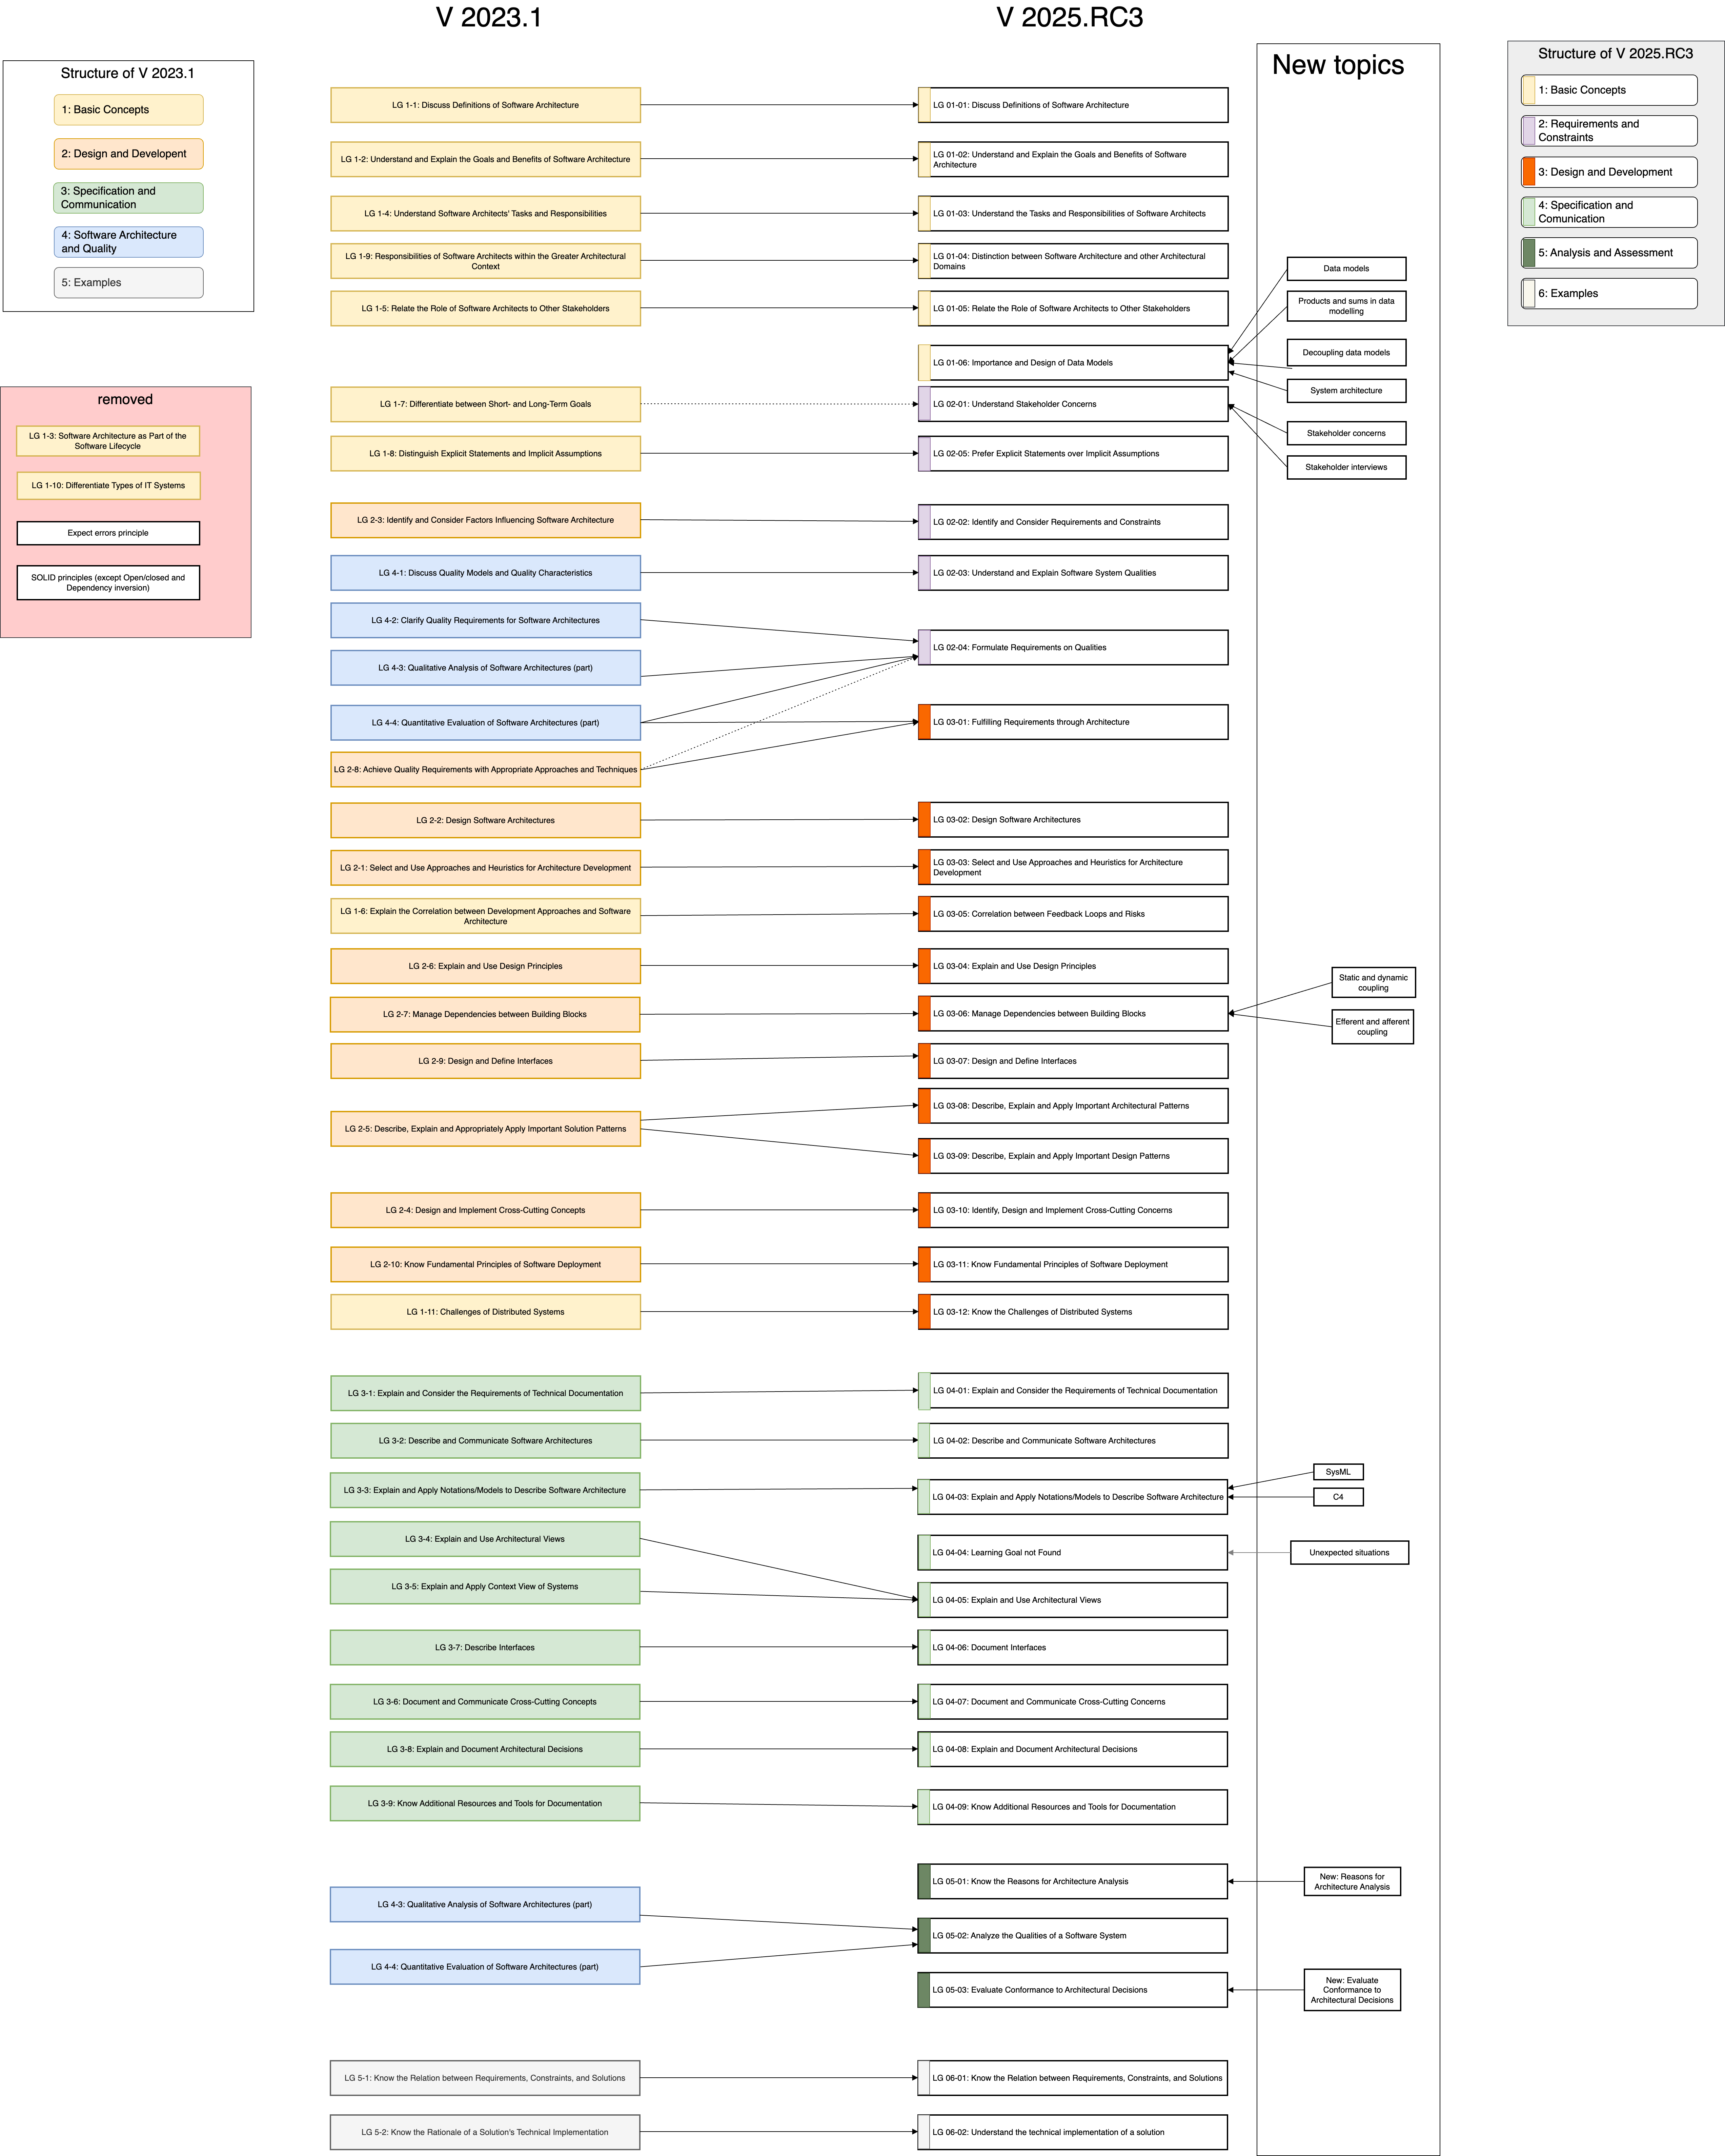 V 2023.1
V 2025.RC3
Structure of V 2023.1
1: Basic Concepts
2: Design and Developent
3: Specification and
Communication
4: Software Architecture
and Quality
5: Examples
removed
LG 1-3: Software Architecture as Part of the
Software Lifecycle
LG 1-10: Differentiate Types of IT Systems
Expect errors principle
SOLID principles (except Open/closed and
Dependency inversion)
LG 1-1: Discuss Definitions of Software Architecture
LG 1-2: Understand and Explain the Goals and Benefits of Software Architecture
LG 1-4: Understand Software Architects' Tasks and Responsibilities
LG 1-9: Responsibilities of Software Architects within the Greater Architectural
Context
LG 1-5: Relate the Role of Software Architects to Other Stakeholders
LG 1-7: Differentiate between Short- and Long-Term Goals
LG 1-8: Distinguish Explicit Statements and Implicit Assumptions
LG 2-3: Identify and Consider Factors Influencing Software Architecture
LG 4-1: Discuss Quality Models and Quality Characteristics
LG 4-2: Clarify Quality Requirements for Software Architectures
LG 4-3: Qualitative Analysis of Software Architectures (part)
LG 4-4: Quantitative Evaluation of Software Architectures (part)
LG 2-8: Achieve Quality Requirements with Appropriate Approaches and Techniques
LG 2-2: Design Software Architectures
LG 2-1: Select and Use Approaches and Heuristics for Architecture Development
LG 1-6: Explain the Correlation between Development Approaches and Software
Architecture
LG 2-6: Explain and Use Design Principles
LG 2-7: Manage Dependencies between Building Blocks
LG 2-9: Design and Define Interfaces
LG 2-5: Describe, Explain and Appropriately Apply Important Solution Patterns
LG 2-4: Design and Implement Cross-Cutting Concepts
LG 2-10: Know Fundamental Principles of Software Deployment
LG 1-11: Challenges of Distributed Systems
LG 3-1: Explain and Consider the Requirements of Technical Documentation
LG 3-2: Describe and Communicate Software Architectures
LG 3-3: Explain and Apply Notations/Models to Describe Software Architecture
LG 3-4: Explain and Use Architectural Views
LG 3-5: Explain and Apply Context View of Systems
LG 3-7: Describe Interfaces
LG 3-6: Document and Communicate Cross-Cutting Concepts
LG 3-8: Explain and Document Architectural Decisions
LG 3-9: Know Additional Resources and Tools for Documentation
LG 4-3: Qualitative Analysis of Software Architectures (part)
LG 4-4: Quantitative Evaluation of Software Architectures (part)
LG 5-1: Know the Relation between Requirements, Constraints, and Solutions
LG 5-2: Know the Rationale of a Solution's Technical Implementation
LG 01-01: Discuss Definitions of Software Architecture
LG 01-02: Understand and Explain the Goals and Benefits of Software
Architecture
LG 01-03: Understand the Tasks and Responsibilities of Software Architects
LG 01-04: Distinction between Software Architecture and other Architectural
Domains
LG 01-05: Relate the Role of Software Architects to Other Stakeholders
LG 01-06: Importance and Design of Data Models
LG 02-01: Understand Stakeholder Concerns
LG 02-05: Prefer Explicit Statements over Implicit Assumptions
LG 02-02: Identify and Consider Requirements and Constraints
LG 02-03: Understand and Explain Software System Qualities
LG 02-04: Formulate Requirements on Qualities
LG 03-01: Fulfilling Requirements through Architecture
LG 03-02: Design Software Architectures
LG 03-03: Select and Use Approaches and Heuristics for Architecture
Development
LG 03-05: Correlation between Feedback Loops and Risks
LG 03-04: Explain and Use Design Principles
LG 03-06: Manage Dependencies between Building Blocks
LG 03-07: Design and Define Interfaces
LG 03-08: Describe, Explain and Apply Important Architectural Patterns
LG 03-09: Describe, Explain and Apply Important Design Patterns
LG 03-10: Identify, Design and Implement Cross-Cutting Concerns
LG 03-11: Know Fundamental Principles of Software Deployment
LG 03-12: Know the Challenges of Distributed Systems
LG 04-01: Explain and Consider the Requirements of Technical Documentation
LG 04-02: Describe and Communicate Software Architectures
LG 04-03: Explain and Apply Notations/Models to Describe Software Architecture
LG 04-04: Learning Goal not Found
LG 04-05: Explain and Use Architectural Views
LG 04-06: Document Interfaces
LG 04-07: Document and Communicate Cross-Cutting Concerns
LG 04-08: Explain and Document Architectural Decisions
LG 04-09: Know Additional Resources and Tools for Documentation
LG 05-01: Know the Reasons for Architecture Analysis
LG 05-02: Analyze the Qualities of a Software System
LG 05-03: Evaluate Conformance to Architectural Decisions
LG 06-01: Know the Relation between Requirements, Constraints, and Solutions
LG 06-02: Understand the technical implementation of a solution
New topics
Data models
Products and sums in data
modelling
Decoupling data models
System architecture
Stakeholder concerns
Stakeholder interviews
Static and dynamic
coupling
Efferent and afferent
coupling
SysML
C4
Unexpected situations
New: Reasons for
Architecture Analysis
New: Evaluate
Conformance to
Architectural Decisions
Structure of V 2025.RC3
1: Basic Concepts
2: Requirements and
Constraints
3: Design and Development
4: Specification and
Comunication
5: Analysis and Assessment
6: Examples